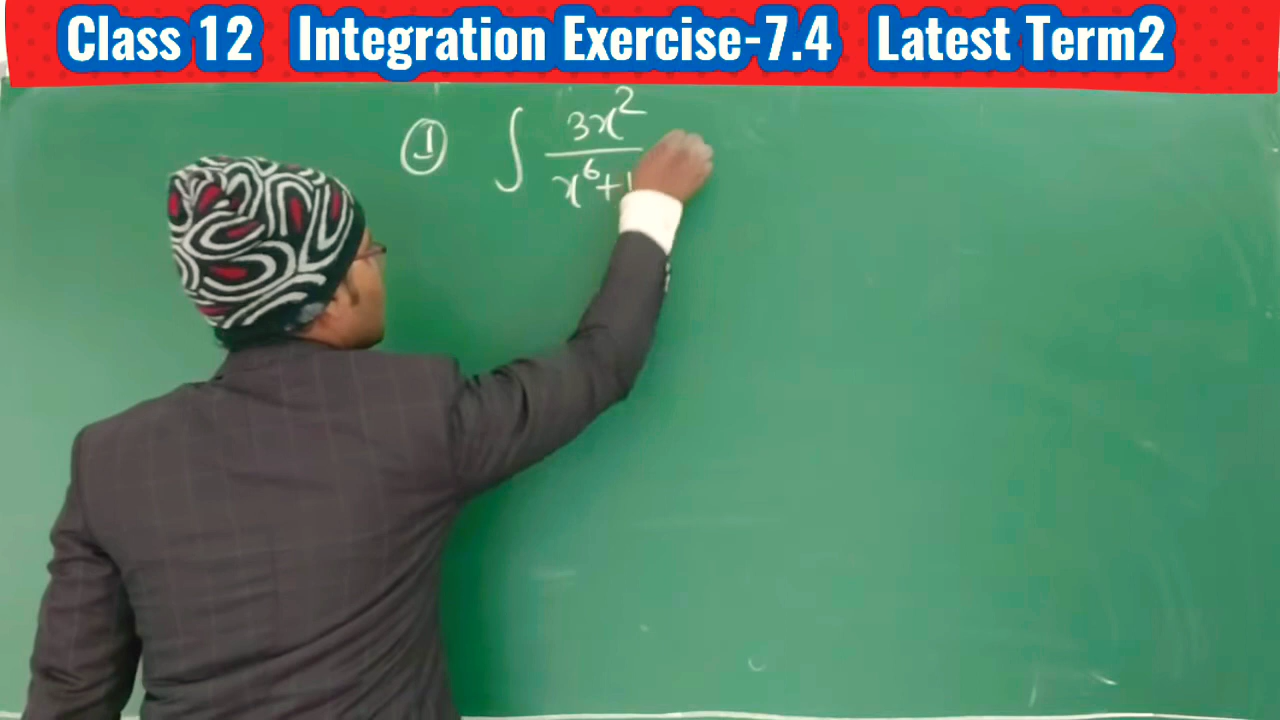 Class 12 Integration Exercise-7.4 Latest Term2
① ∫ 3x²
x⁶+1